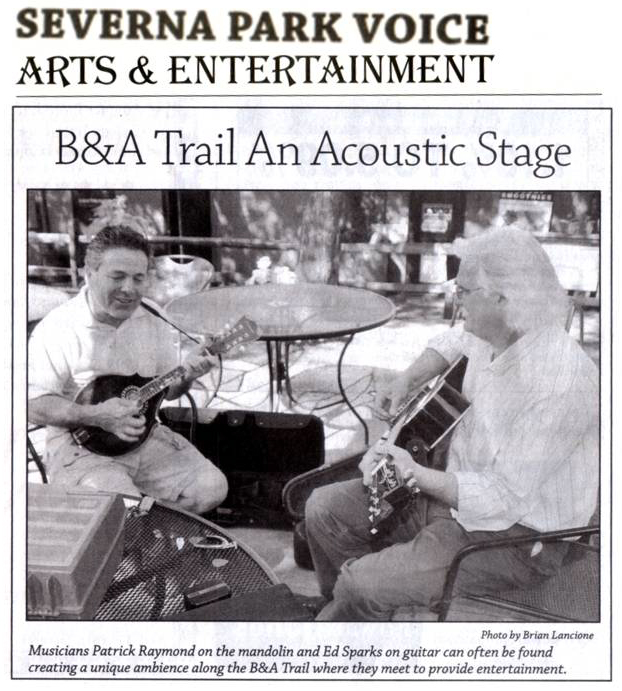 SEVERNA PARK VOICE
ARTS & ENTERTAINMENT
B&A Trail An Acoustic Stage
Photo by Brian Lancione
Musicians Patrick Raymond on the mandolin and Ed Sparks on guitar can often be found
creating a unique ambience along the B&A Trail where they meet to provide entertainment.